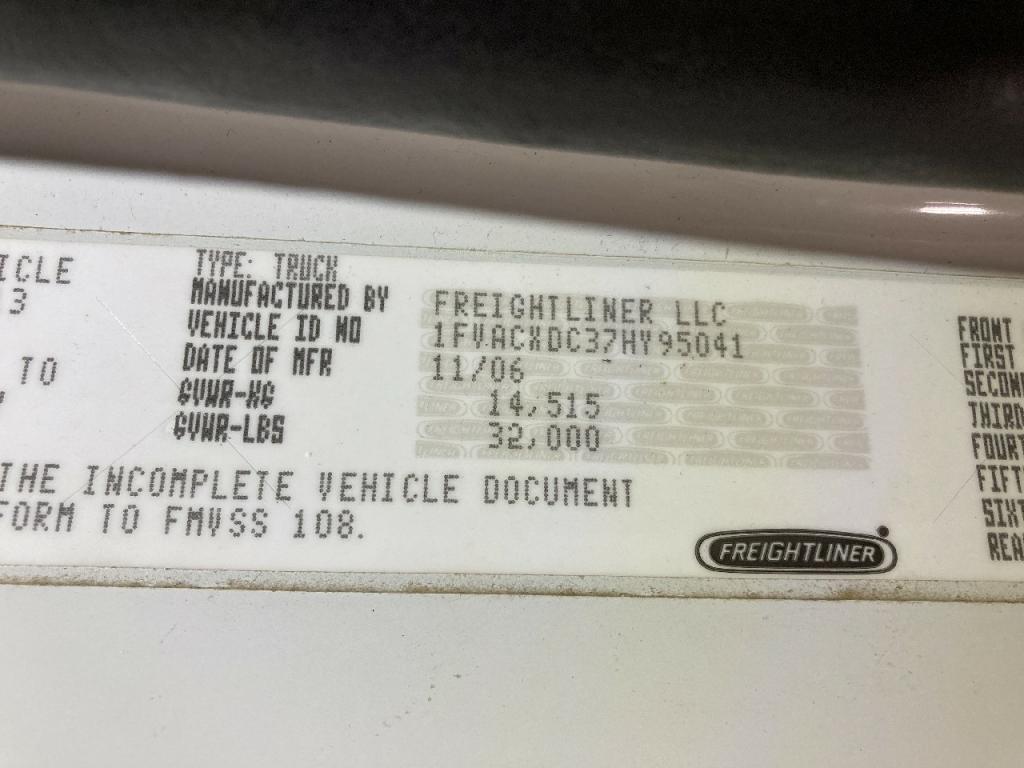 ICLE
3
TO
TYPE: TRUCK
MANUFACTURED BY FREIGHTLINER LLC
VEHICLE ID NO 1FVACXDC37HY95041
DATE OF MFR 11/06
GVWR-KG 14,515
GVWR-LBS 32,000
THE INCOMPLETE VEHICLE DOCUMENT
FORM TO FMVSS 108.
FREIGHTLINER
FRONT
FIRST
SECON
THIRD
FOURT
FIFT
SIXT
REA